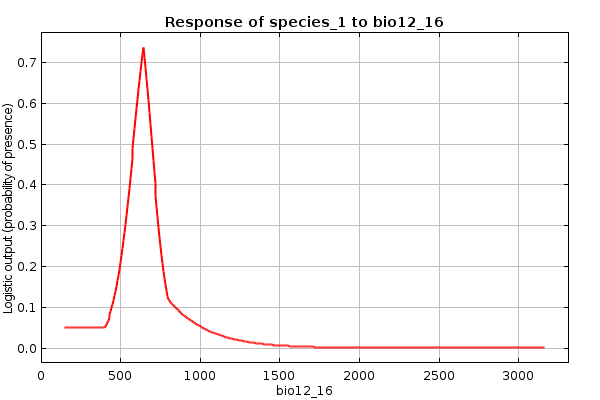 Response of species_1 to bio12_16
Logistic output (probability of presence)
0.7
0.6
0.5
0.4
0.3
0.2
0.1
0.0
0 500 1000 1500 2000 2500 3000
bio12_16